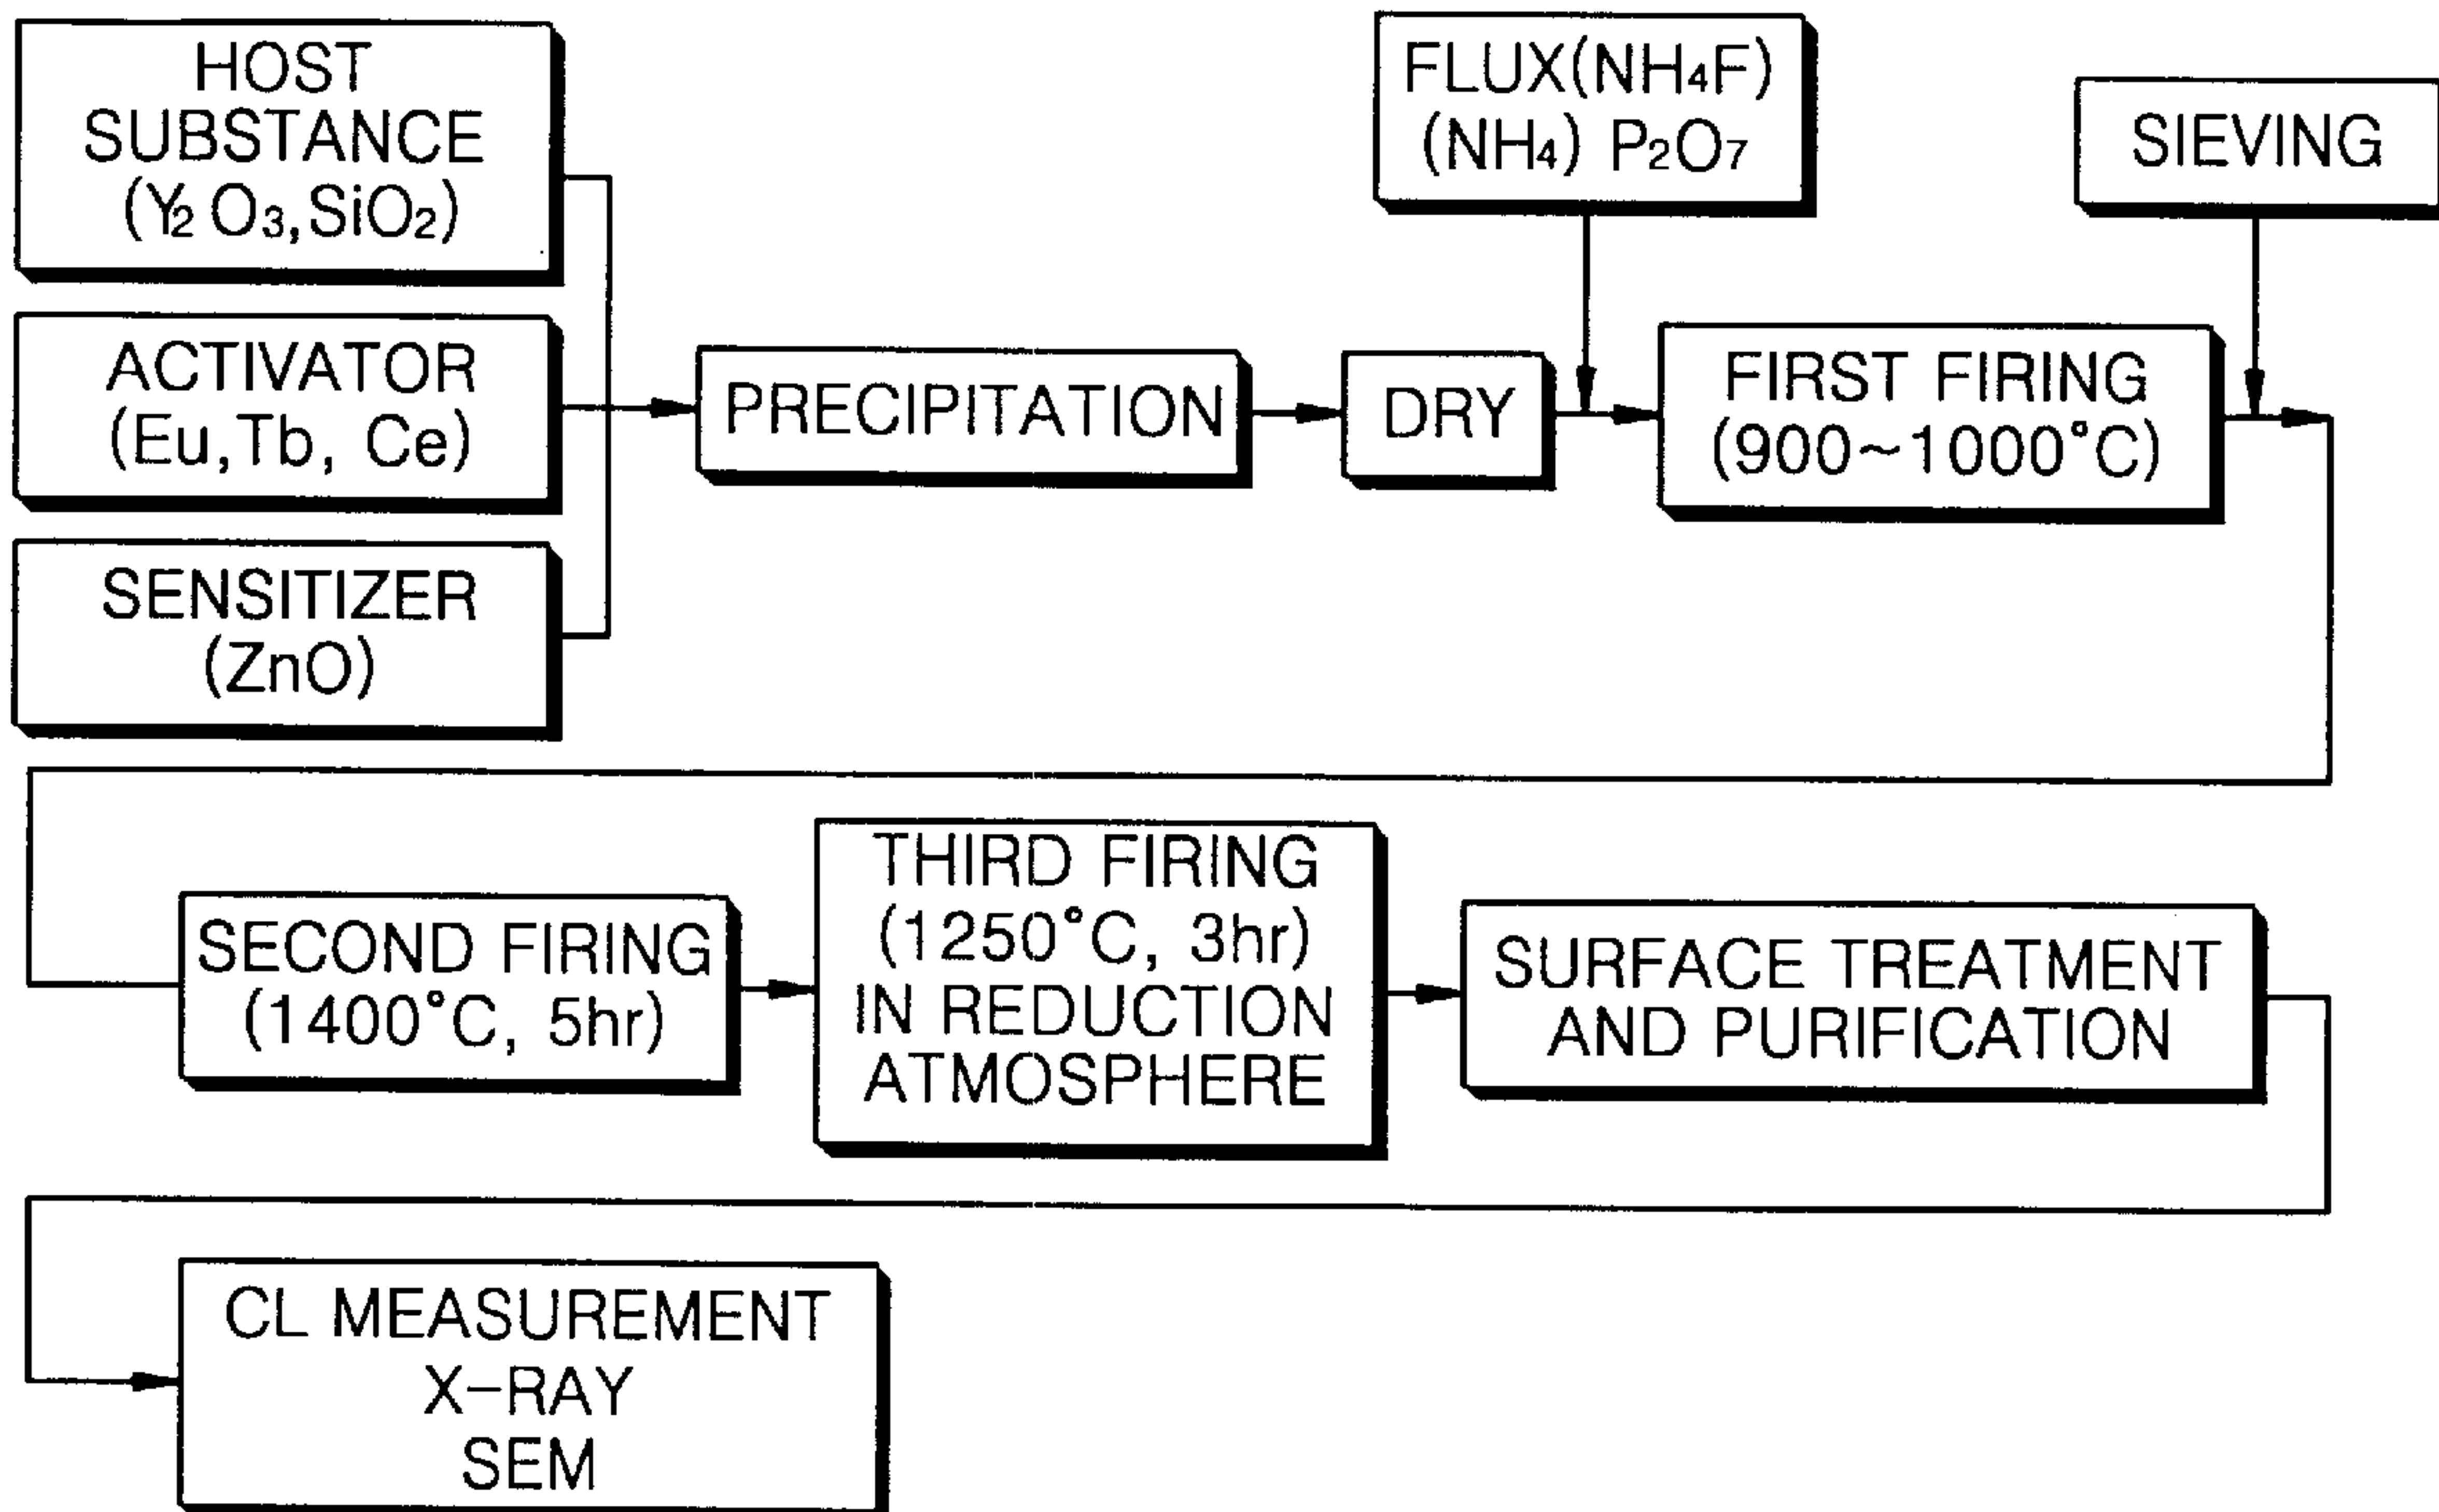 HOST
SUBSTANCE
(Y₂ O₃,SiO₂)
ACTIVATOR
(Eu,Tb, Ce)
SENSITIZER
(ZnO)
PRECIPITATION
DRY
FLUX(NH₄F)
(NH₄) P₂O₇
FIRST FIRING
(900~1000°C)
SIEVING
SECOND FIRING
(1400°C, 5hr)
THIRD FIRING
(1250°C, 3hr)
IN REDUCTION
ATMOSPHERE
SURFACE TREATMENT
AND PURIFICATION
CL MEASUREMENT
X-RAY
SEM